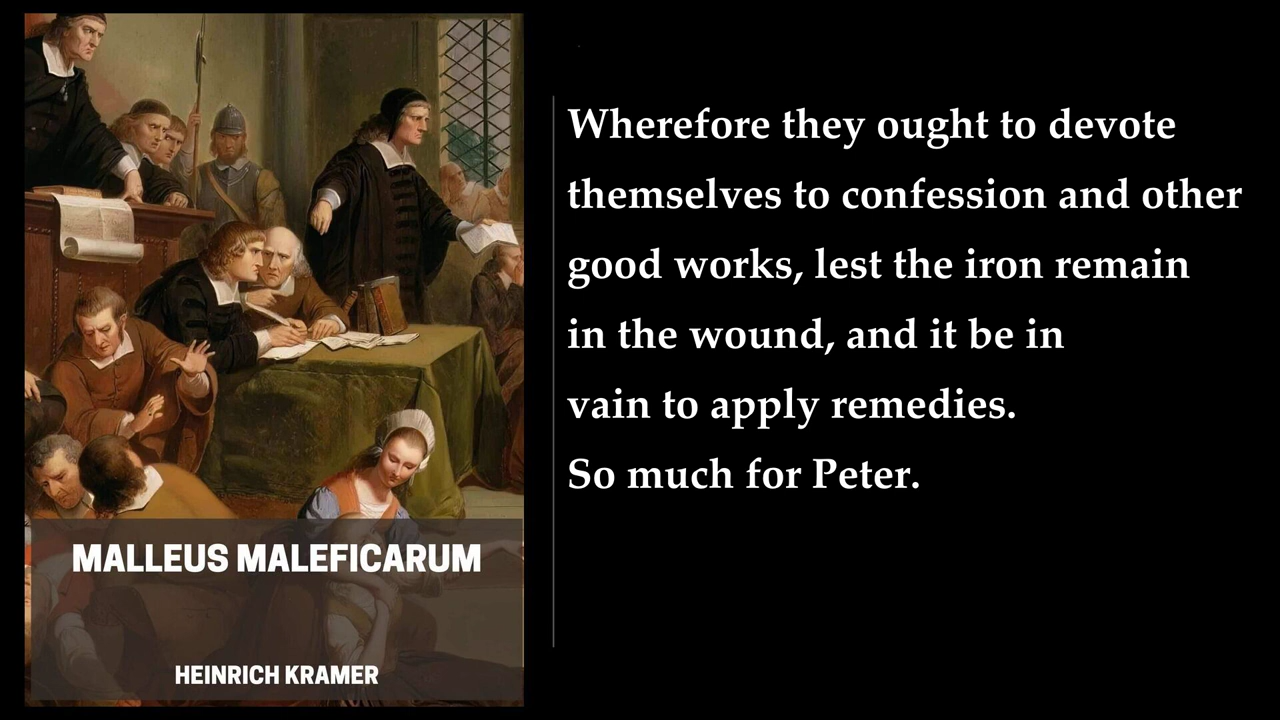 MALLEUS MALEFICARUM
HEINRICH KRAMER
Wherefore they ought to devote
themselves to confession and other
good works, lest the iron remain
in the wound, and it be in
vain to apply remedies.
So much for Peter.